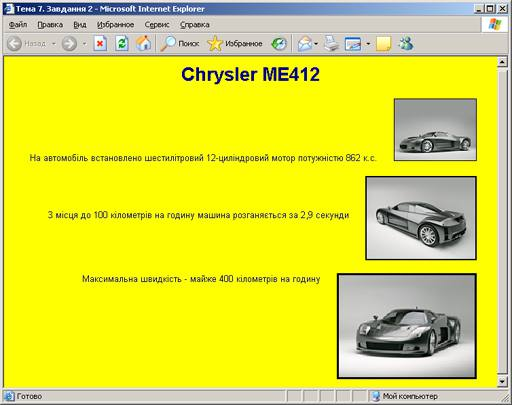 Тема 7. Завдання 2 - Microsoft Internet Explorer
Файл Правка Вид Избранное Сервис Справка
Назад Поиск Избранное
Chrysler ME412
На автомобіль встановлено шестилітровий 12-циліндровий мотор потужністю 862 к.с.
З місця до 100 кілометрів на годину машина розганяється за 2,9 секунди
Максимальна швидкість - майже 400 кілометрів на годину
Готово Мой компьютер